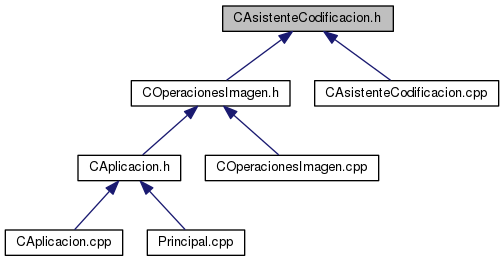 CAsistenteCodificacion.h
COperacionesImagen.h
CAsistenteCodificacion.cpp
CAplicacion.h
COperacionesImagen.cpp
CAplicacion.cpp
Principal.cpp